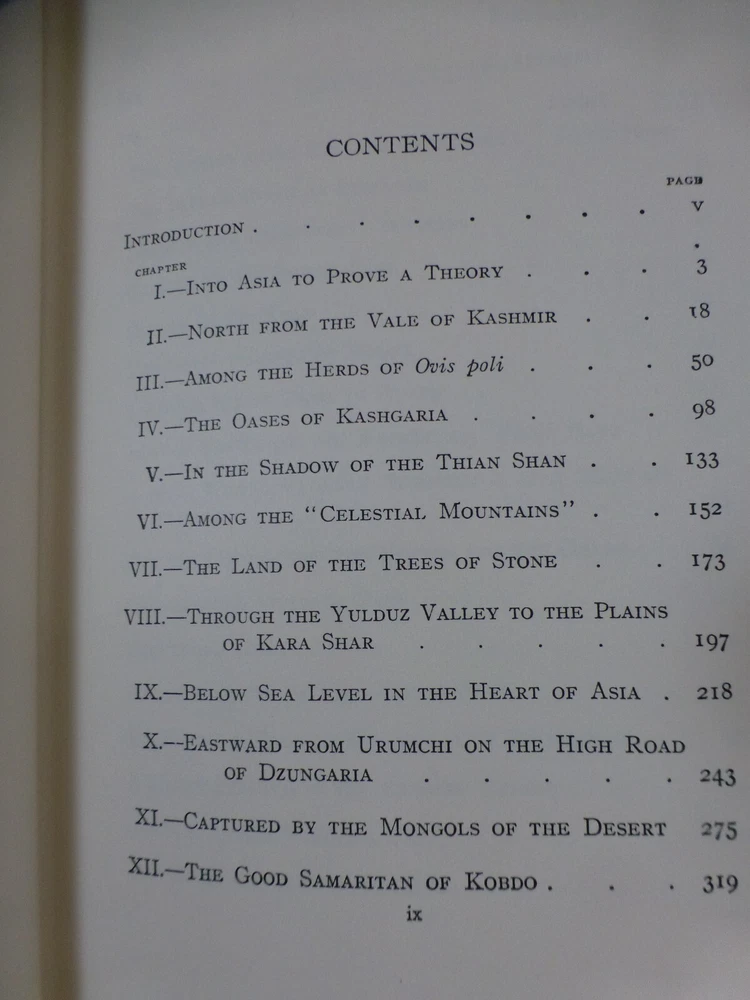 CONTENTS
PAGE
INTRODUCTION . . . . . . . . v
CHAPTER
I.—INTO ASIA TO PROVE A THEORY . . . 3
II.—NORTH FROM THE VALE OF KASHMIR . . 18
III.—AMONG THE HERDS OF Ovis poli . . . 50
IV.—THE OASES OF KASHGARIA . . . . 98
V.—IN THE SHADOW OF THE THIAN SHAN . . 133
VI.—AMONG THE "CELESTIAL MOUNTAINS" . . 152
VII.—THE LAND OF THE TREES OF STONE . . 173
VIII.—THROUGH THE YULDUZ VALLEY TO THE PLAINS
OF KARA SHAR . . . . . 197
IX.—BELOW SEA LEVEL IN THE HEART OF ASIA . 218
X.—EASTWARD FROM URUMCHI ON THE HIGH ROAD
OF DZUNGARIA . . . . . 243
XI.—CAPTURED BY THE MONGOLS OF THE DESERT 275
XII.—THE GOOD SAMARITAN OF KOBDO . . . 319
ix